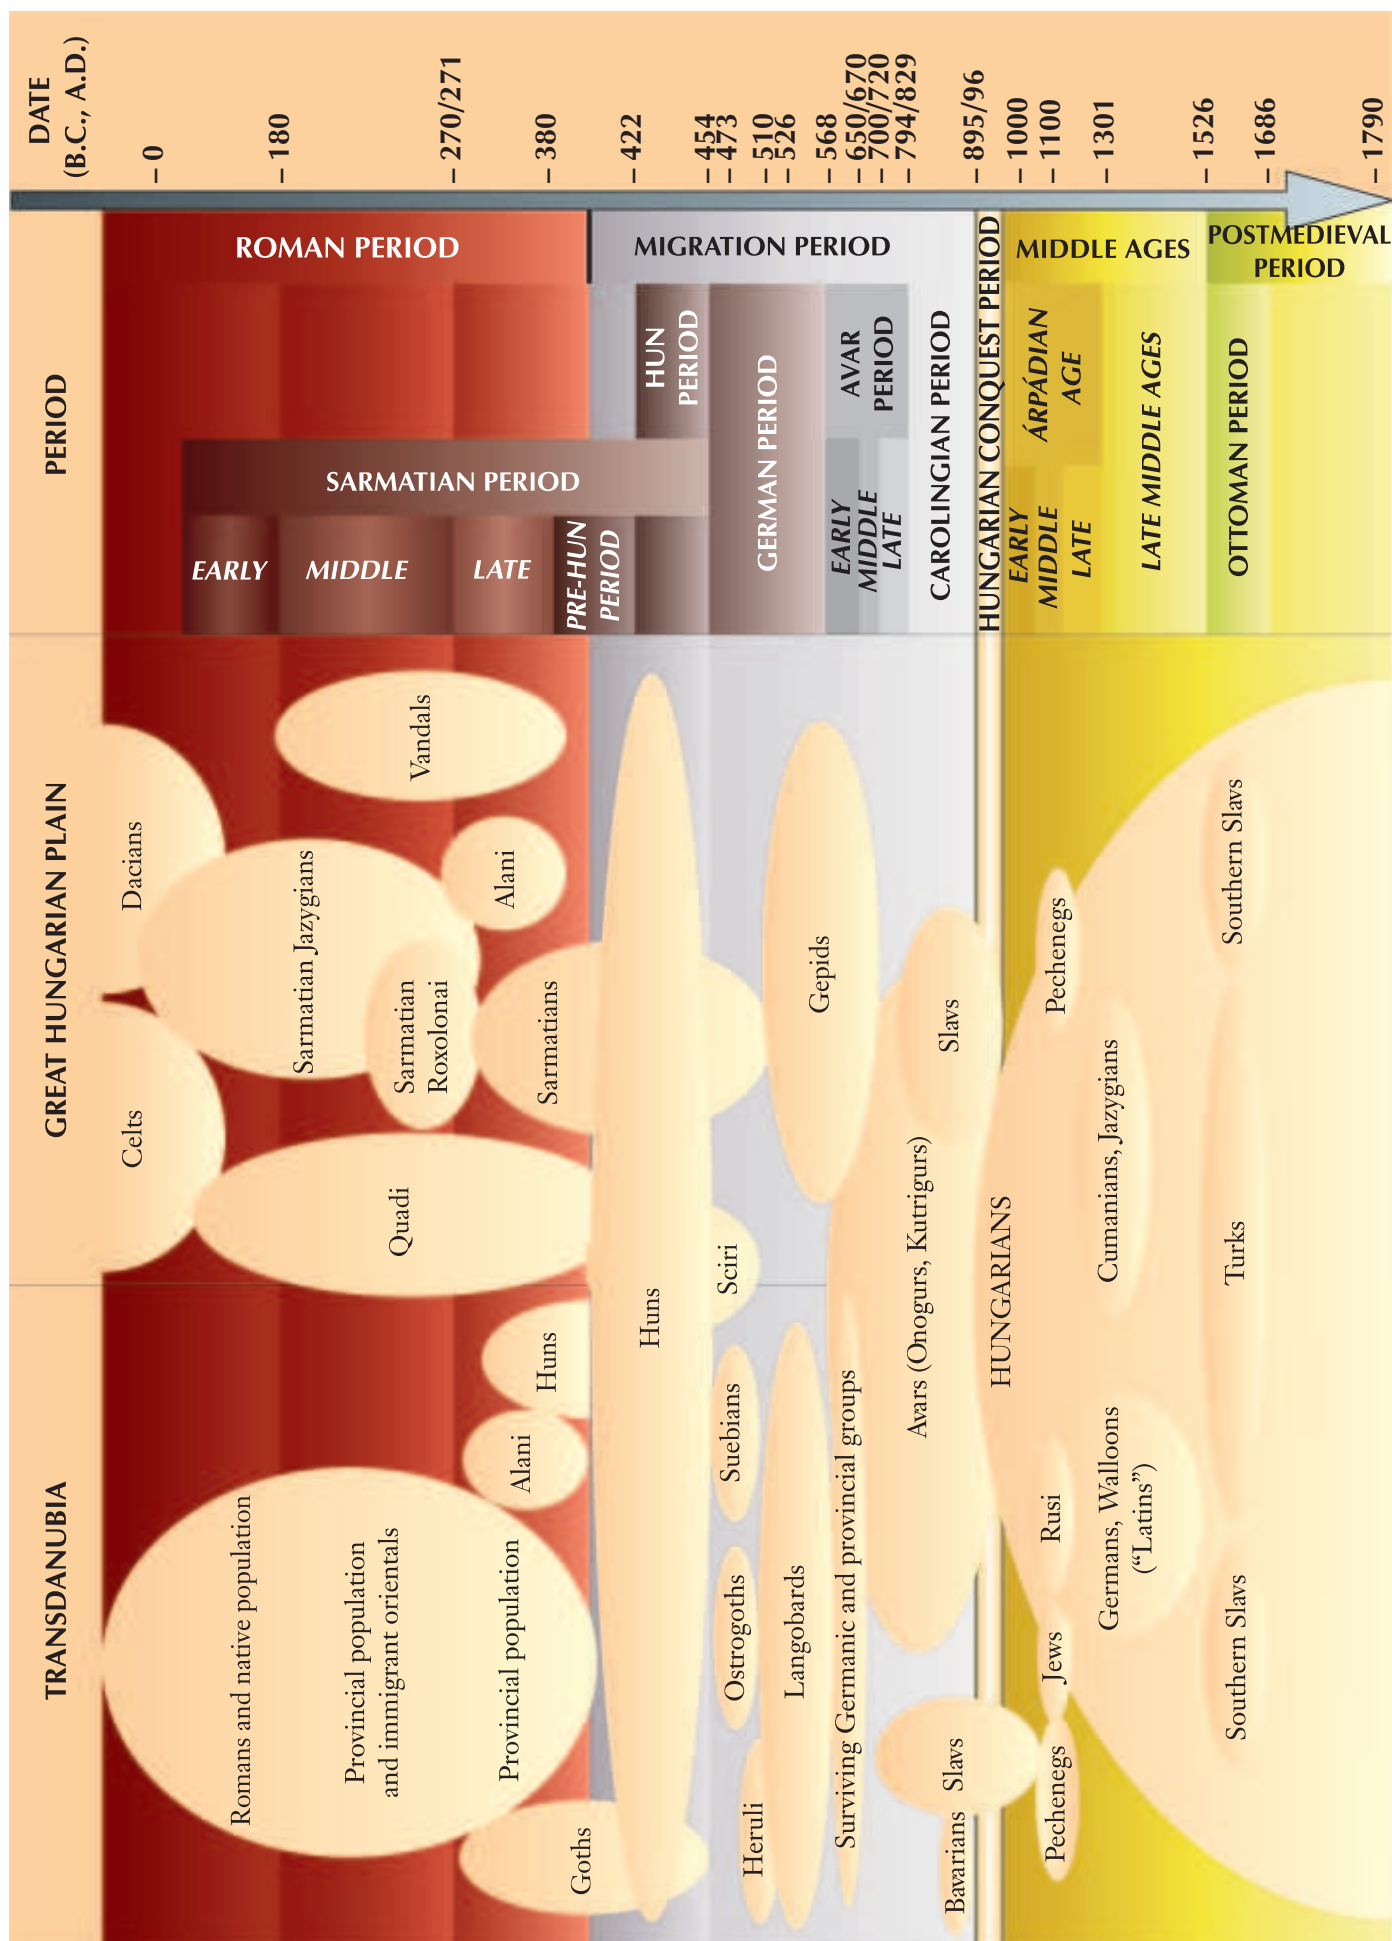 DATE
(B.C., A.D.)
0
180
270/271
380
422
454
473
510
526
568
650/670
700/720
794/829
895/96
1000
1100
1301
1526
1686
1790
PERIOD
ROMAN PERIOD
MIGRATION PERIOD
HUNGARIAN CONQUEST PERIOD
MIDDLE AGES
POSTMEDIEVAL
PERIOD
HUN
PERIOD
GERMAN PERIOD
AVAR
PERIOD
CAROLINGIAN PERIOD
ÁRPÁDIAN
AGE
LATE MIDDLE AGES
OTTOMAN PERIOD
SARMATIAN PERIOD
EARLY
MIDDLE
LATE
PRE-HUN
PERIOD
EARLY
MIDDLE
LATE
EARLY
MIDDLE
LATE
GREAT HUNGARIAN PLAIN
Dacians
Celts
Vandals
Sarmatian Jazygians
Sarmatian
Roxolonai
Alani
Sarmatians
Quadi
Huns
Sciri
Gepids
Slavs
Avars (Onogurs, Kutrigurs)
HUNGARIANS
Pechenegs
Cumanians, Jazygians
Southern Slavs
Turks
TRANSDANUBIA
Romans and native population
Provincial population
and immigrant orientals
Provincial population
Huns
Alani
Goths
Suebians
Ostrogoths
Heruli
Langobards
Surviving Germanic and provincial groups
Slavs
Bavarians
Rusi
Jews
Pechenegs
Germans, Walloons
(“Latins”)
Southern Slavs